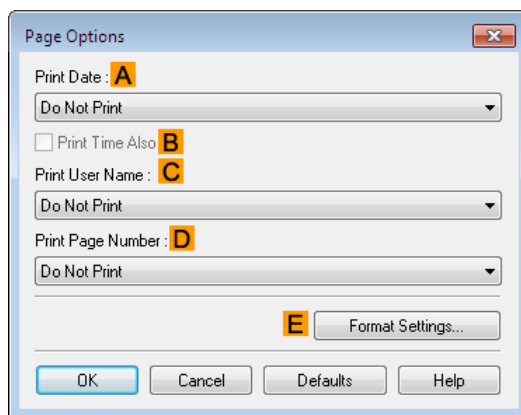 Page Options
Print Date : A
Do Not Print
Print Time Also B
Print User Name : C
Do Not Print
Print Page Number : D
Do Not Print
E Format Settings...
OK Cancel Defaults Help